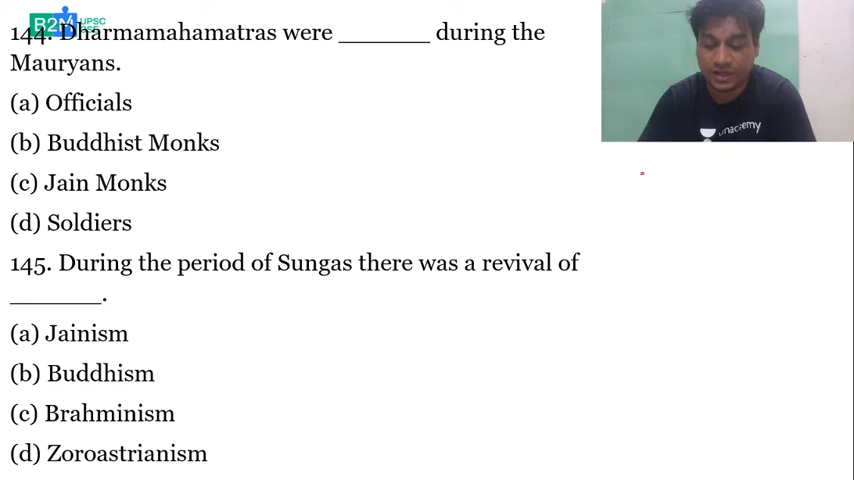 R2M UPSC
144. Dharmamahamatras were _______ during the
Mauryans.
(a) Officials
(b) Buddhist Monks
(c) Jain Monks
(d) Soldiers
145. During the period of Sungas there was a revival of
_______.
(a) Jainism
(b) Buddhism
(c) Brahminism
(d) Zoroastrianism
unacademy